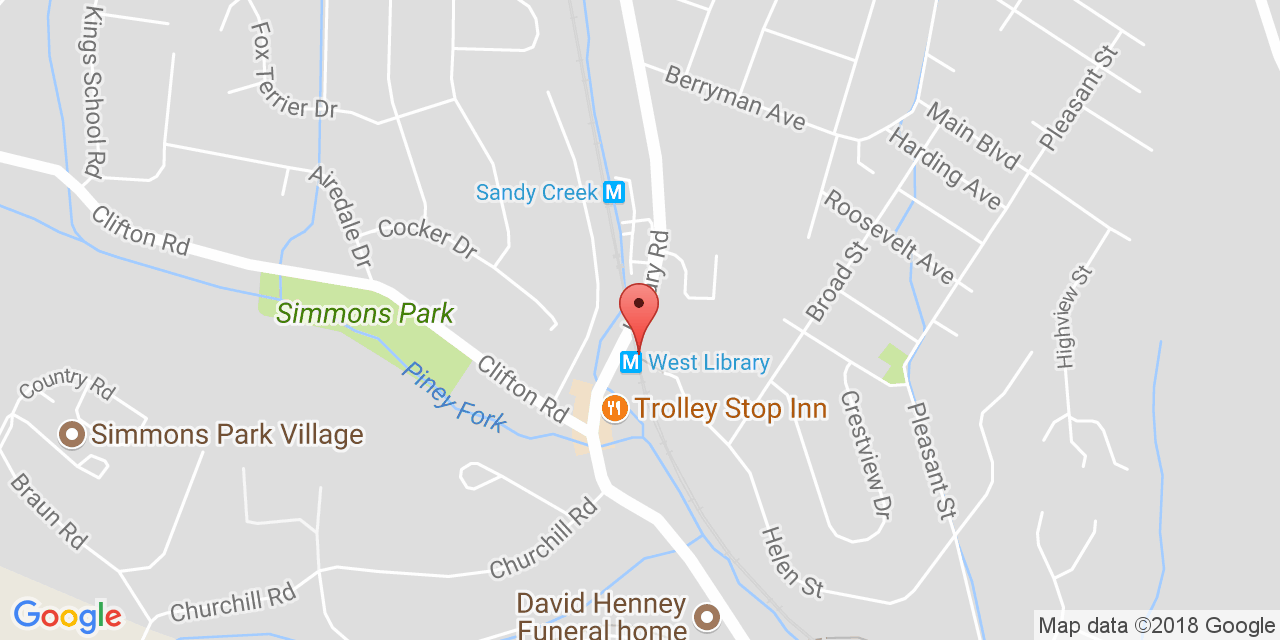 Kings School Rd
Fox Terrier Dr
Berryman Ave
Pleasant St
Main Blvd
Harding Ave
Airedale Dr
Sandy Creek M
Roosevelt Ave
Clifton Rd
Cocker Dr
Broad St
Highview St
Simmons Park
M West Library
Country Rd
Piney Fork
Clifton Rd
Trolley Stop Inn
Crestview Dr
Pleasant St
Simmons Park Village
Braun Rd
Churchill Rd
Helen St
Churchill Rd
David Henney
Funeral home
Google
Map data ©2018 Google